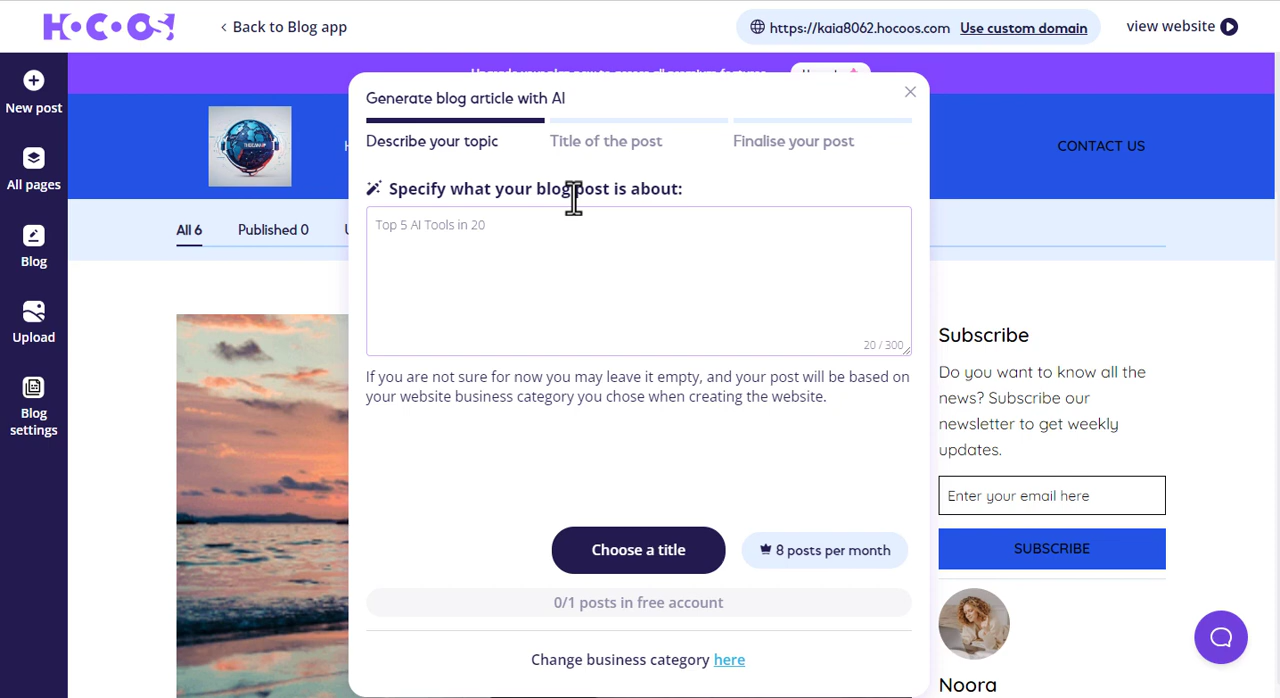 HOCOOS!
‹ Back to Blog app
https://kaia8062.hocoos.com Use custom domain
view website
New post
All pages
Blog
Upload
Blog
settings
CONTACT US
All 6
Published 0
Generate blog article with AI
Describe your topic
Title of the post
Finalise your post
Specify what your blog post is about:
Top 5 AI Tools in 20
20 / 300
If you are not sure for now you may leave it empty, and your post will be based on
your website business category you chose when creating the website.
Choose a title
8 posts per month
0/1 posts in free account
Change business category here
Subscribe
Do you want to know all the
news? Subscribe our
newsletter to get weekly
updates.
Enter your email here
SUBSCRIBE
Noora